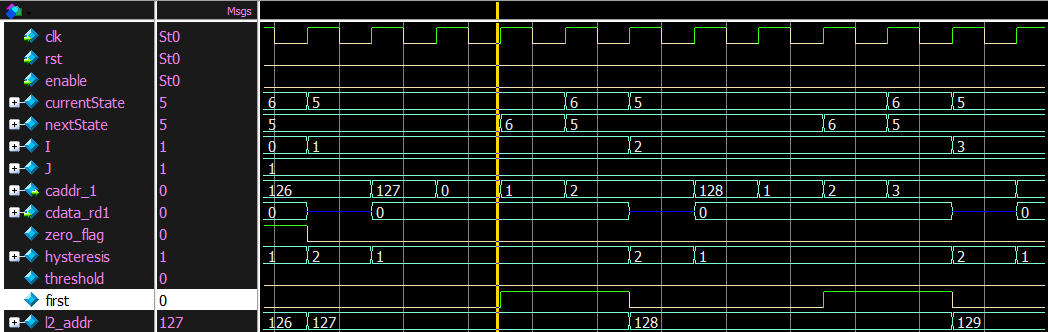 Msgs
clk St0
rst St0
enable St0
currentState 5 6 5 6 5 6 5
nextState 5 5 6 5 6 5
I 1 0 1 2 3
J 1 1
caddr_1 0 126 127 0 1 2 128 1 2 3
cdata_rd1 0 0 0 0 0
zero_flag 0
hysteresis 1 1 2 1 2 1 2 1
threshold 0
first 0
l2_addr 127 126 127 128 129